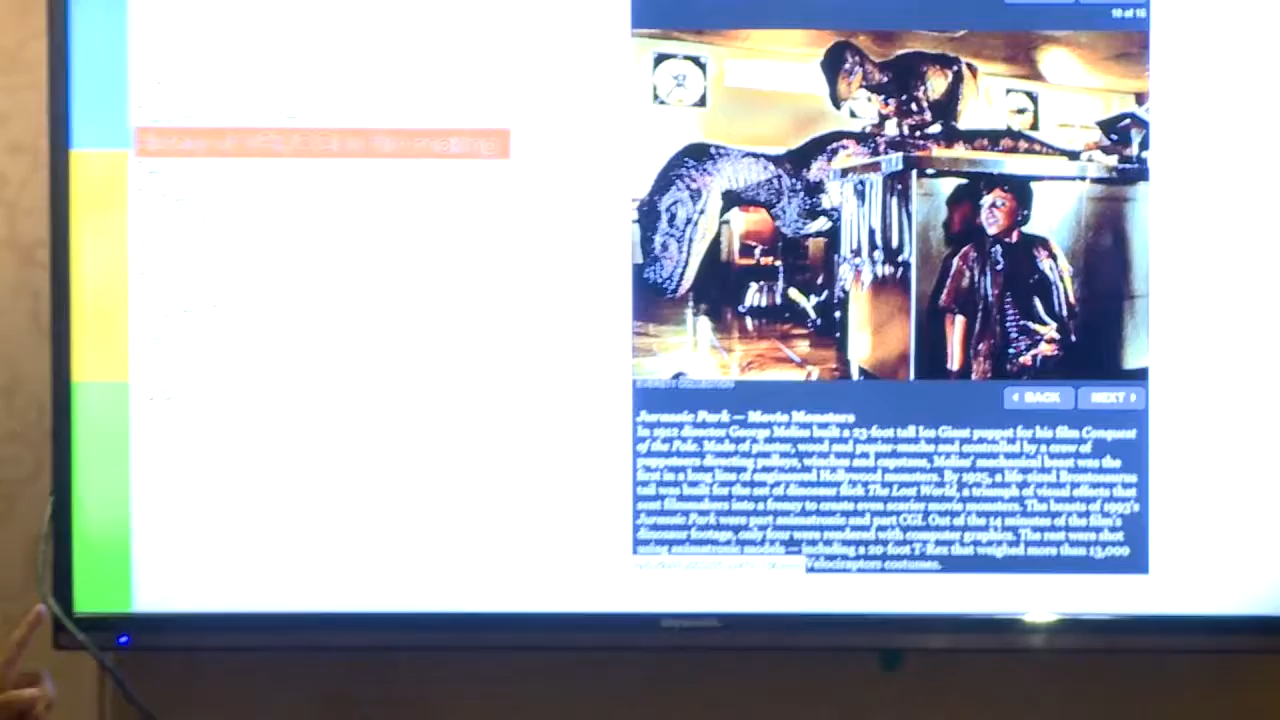 10 of 15
History of VFX/CGI in filmmaking
EVERETT COLLECTION
BACK
NEXT
Jurassic Park — Movie Monsters
In 1912 director George Melies built a 23-foot tall Ice Giant puppet for his film Conquest
of the Pole. Made of plaster, wood and papier-mache and controlled by a crew of
puppeteers directing pulleys, winches and capstans, Melies' mechanical beast was the
first in a long line of engineered Hollywood monsters. By 1925, a life-sized Brontosaurus
tail was built for the set of dinosaur flick The Lost World, a triumph of visual effects that
sent filmmakers into a frenzy to create even scarier movie monsters. The beasts of 1993's
Jurassic Park were part animatronic and part CGI. Out of the 14 minutes of the film's
dinosaur footage, only four were rendered with computer graphics. The rest were shot
using animatronic models — including a 20-foot T-Rex that weighed more than 13,000
Velociraptors costumes.